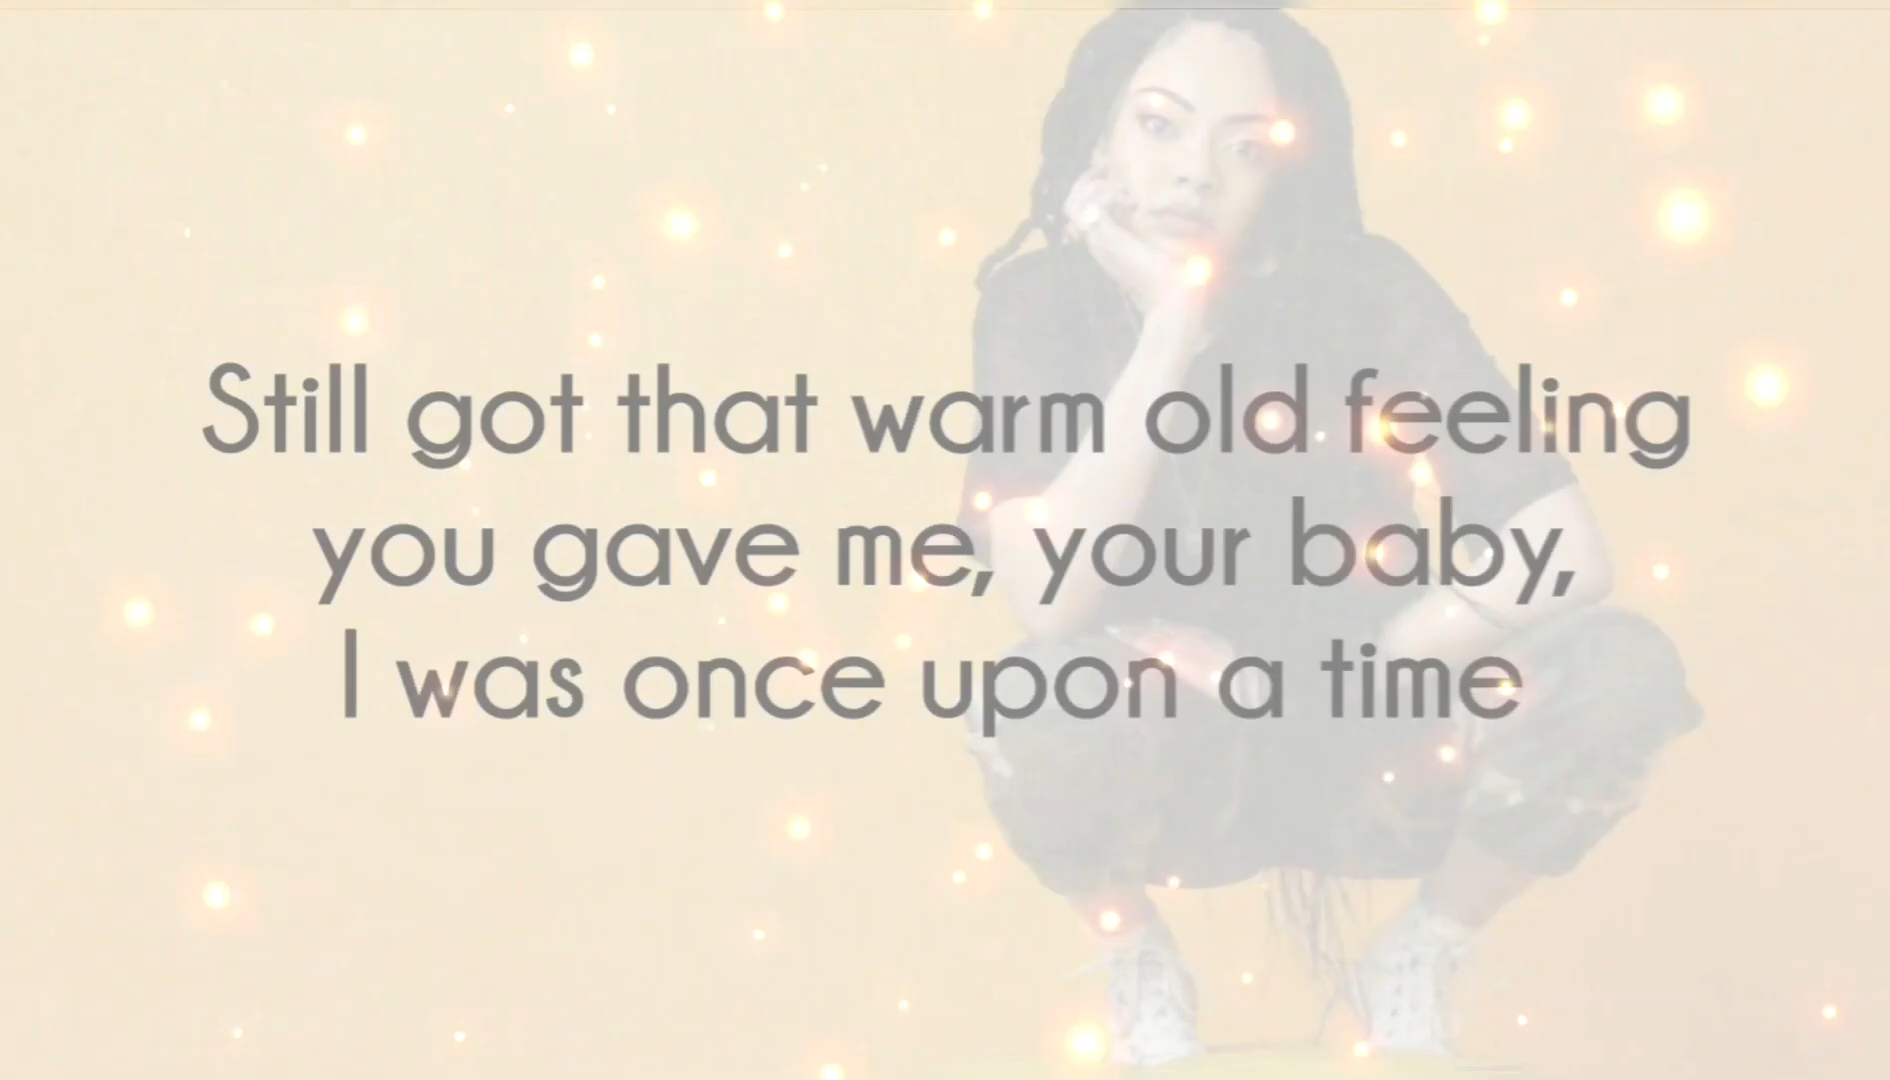 Still got that warm old feeling
you gave me, your baby,
I was once upon a time